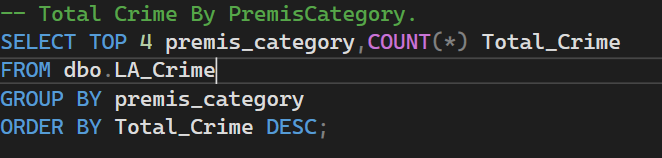 -- Total Crime By PremisCategory.
SELECT TOP 4 premis_category,COUNT(*) Total_Crime
FROM dbo.LA_Crime
GROUP BY premis_category
ORDER BY Total_Crime DESC;